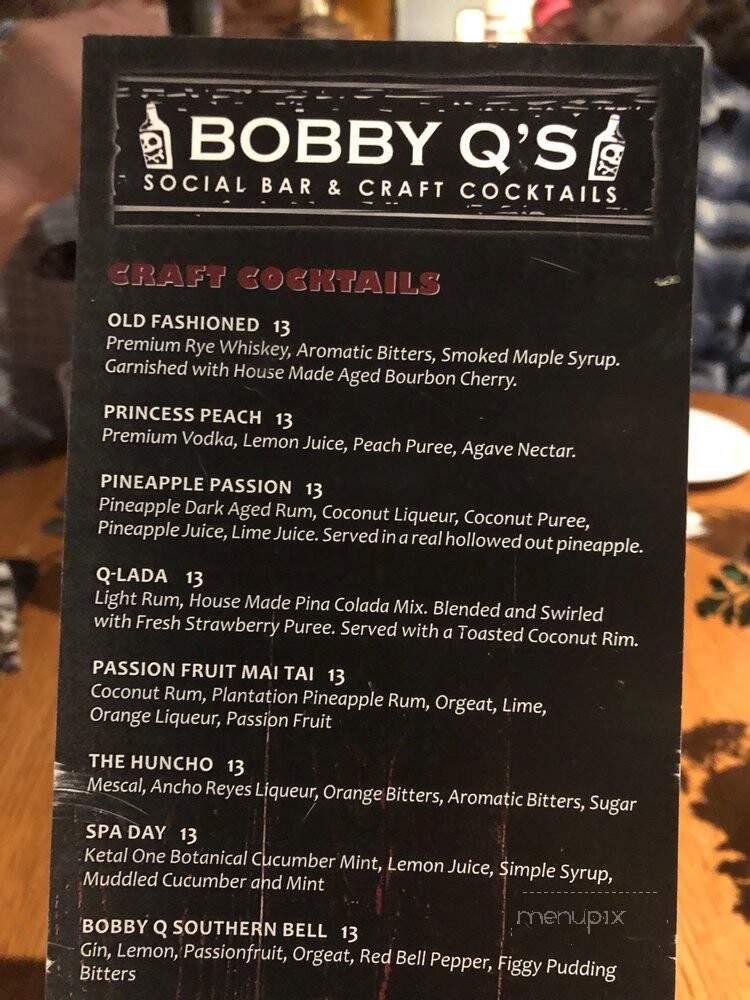 BOBBY Q'S
SOCIAL BAR & CRAFT COCKTAILS
CRAFT COCKTAILS
OLD FASHIONED 13
Premium Rye Whiskey, Aromatic Bitters, Smoked Maple Syrup.
Garnished with House Made Aged Bourbon Cherry.
PRINCESS PEACH 13
Premium Vodka, Lemon Juice, Peach Puree, Agave Nectar.
PINEAPPLE PASSION 13
Pineapple Dark Aged Rum, Coconut Liqueur, Coconut Puree,
Pineapple Juice, Lime Juice. Served in a real hollowed out pineapple.
Q-LADA 13
Light Rum, House Made Pina Colada Mix. Blended and Swirled
with Fresh Strawberry Puree. Served with a Toasted Coconut Rim.
PASSION FRUIT MAI TAI 13
Coconut Rum, Plantation Pineapple Rum, Orgeat, Lime,
Orange Liqueur, Passion Fruit
THE HUNCHO 13
Mescal, Ancho Reyes Liqueur, Orange Bitters, Aromatic Bitters, Sugar
SPA DAY 13
Ketal One Botanical Cucumber Mint, Lemon Juice, Simple Syrup,
Muddled Cucumber and Mint
BOBBY Q SOUTHERN BELL 13
Gin, Lemon, Passionfruit, Orgeat, Red Bell Pepper, Figgy Pudding
Bitters
menupix